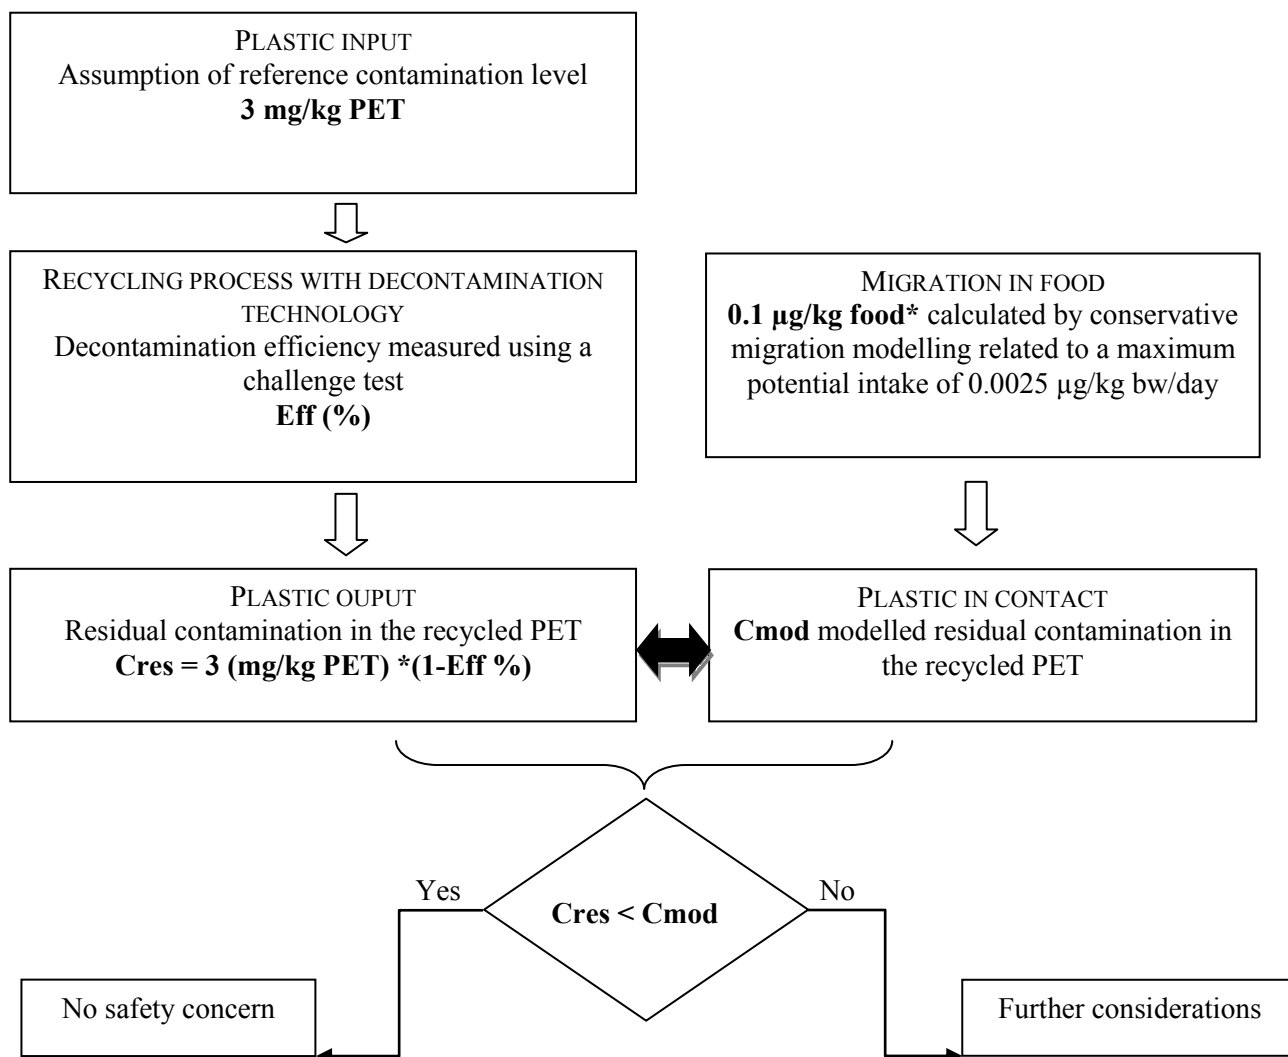 PLASTIC INPUT
Assumption of reference contamination level
3 mg/kg PET
RECYCLING PROCESS WITH DECONTAMINATION
TECHNOLOGY
Decontamination efficiency measured using a
challenge test
Eff (%)
MIGRATION IN FOOD
0.1 µg/kg food* calculated by conservative
migration modelling related to a maximum
potential intake of 0.0025 µg/kg bw/day
PLASTIC OUPUT
Residual contamination in the recycled PET
Cres = 3 (mg/kg PET) *(1-Eff %)
PLASTIC IN CONTACT
Cmod modelled residual contamination in
the recycled PET
Yes
No
Cres < Cmod
No safety concern
Further considerations